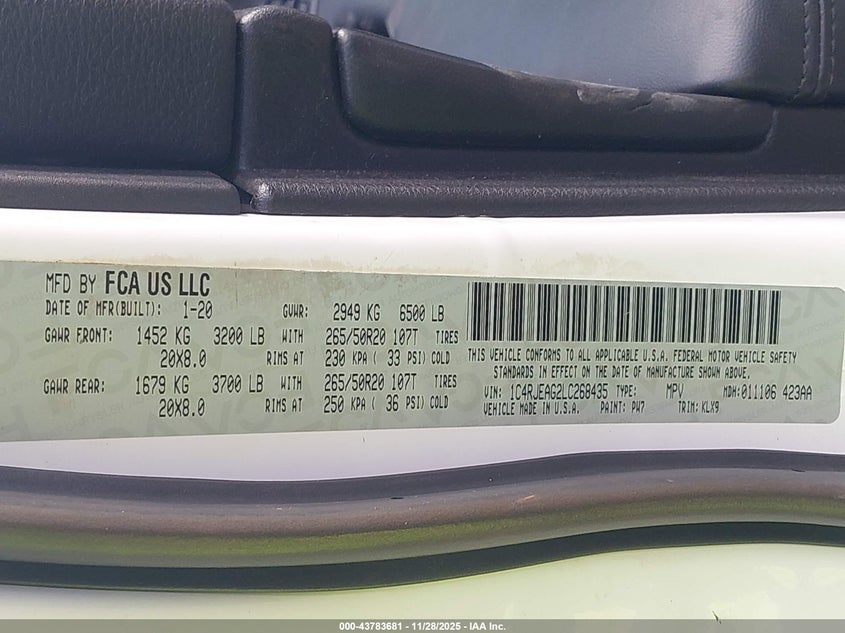 MFD BY FCA US LLC
DATE OF MFR(BUILT): 1-20 GVWR: 2949 KG 6500 LB
GAWR FRONT: 1452 KG 3200 LB WITH 265/50R20 107T TIRES
20X8.0 RIMS AT 230 KPA ( 33 PSI) COLD
GAWR REAR: 1679 KG 3700 LB WITH 265/50R20 107T TIRES
20X8.0 RIMS AT 250 KPA ( 36 PSI) COLD
THIS VEHICLE CONFORMS TO ALL APPLICABLE U.S.A. FEDERAL MOTOR VEHICLE SAFETY
STANDARDS IN EFFECT ON THE DATE OF MANUFACTURE SHOWN ABOVE.
VIN: 1C4RJEAG2LC268435 TYPE: MPV MDH:011106 423AA
VEHICLE MADE IN U.S.A. PAINT: PW7 TRIM: KLX9
000-43783681 - 11/28/2025 - IAA Inc.